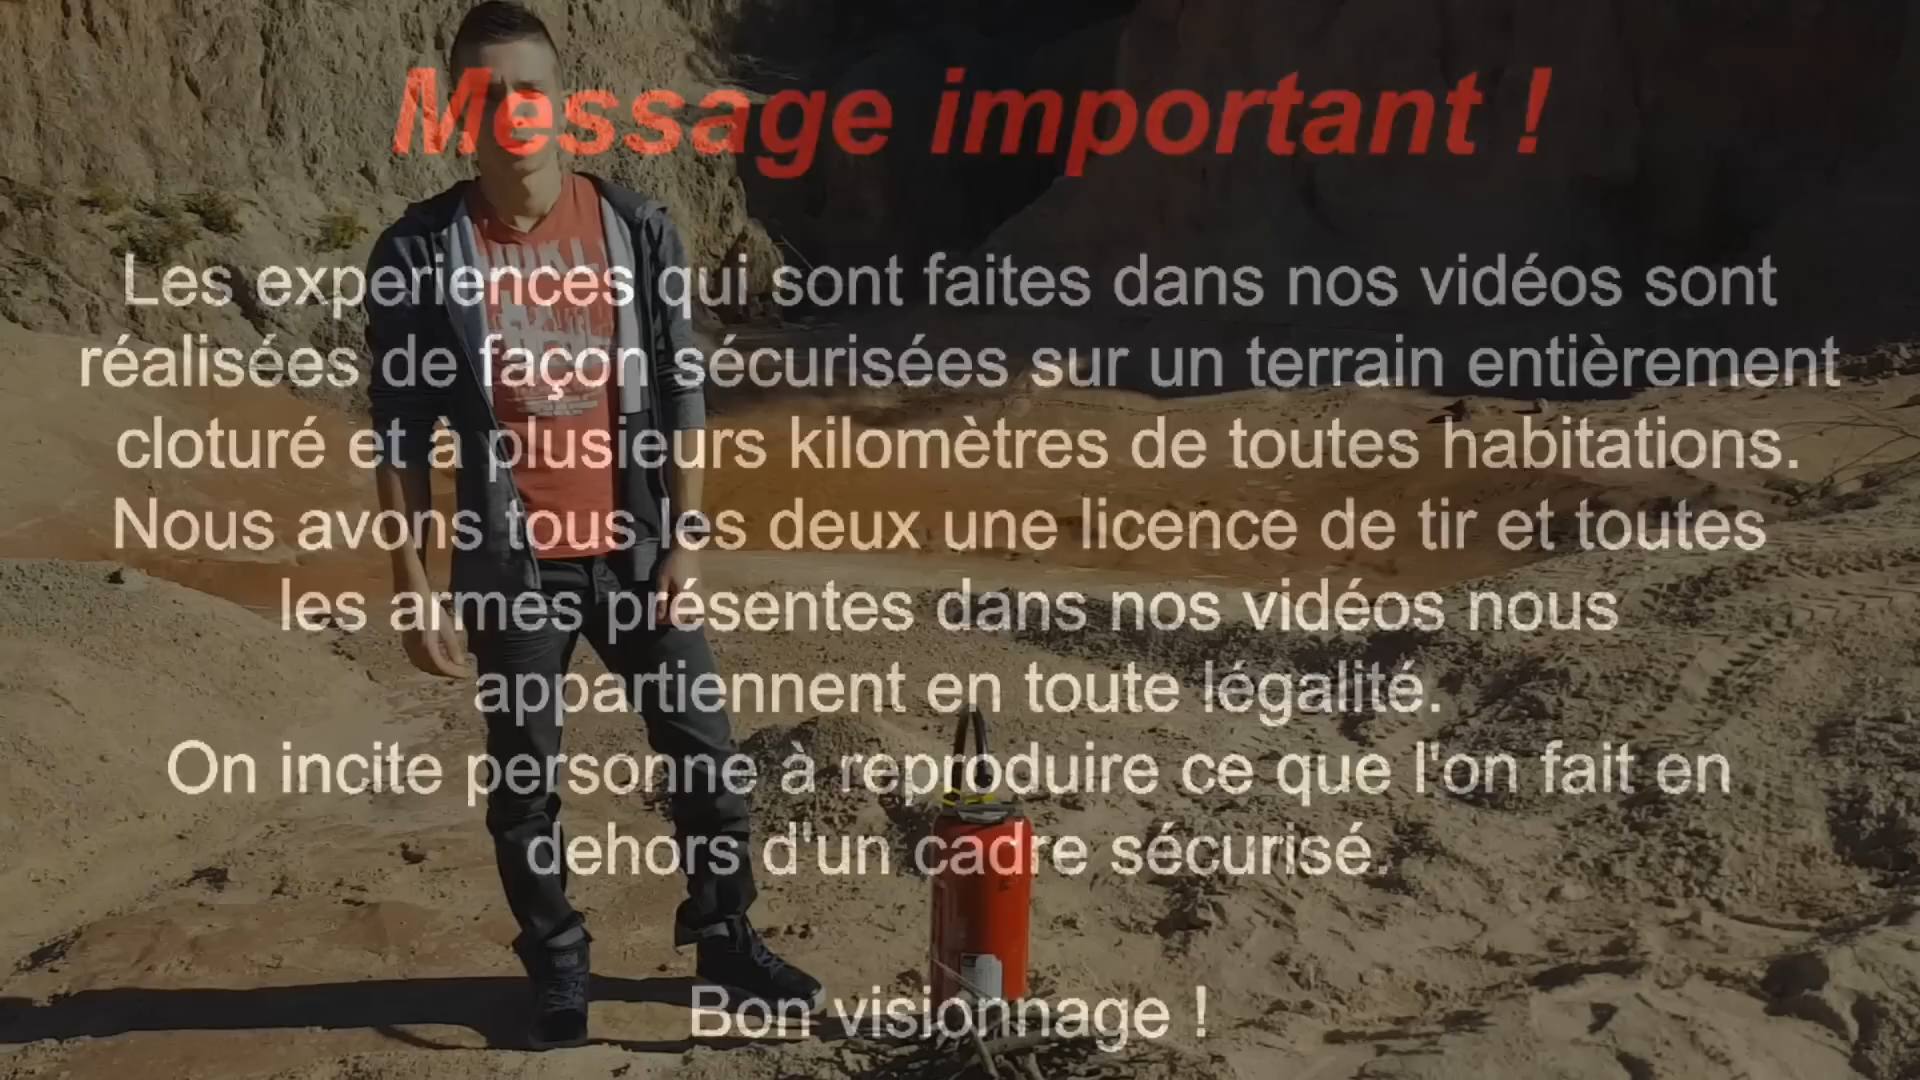 Message important !
Les experiences qui sont faites dans nos vidéos sont
réalisées de façon sécurisées sur un terrain entièrement
cloturé et à plusieurs kilomètres de toutes habitations.
Nous avons tous les deux une licence de tir et toutes
les armes présentes dans nos vidéos nous
appartiennent en toute légalité.
On incite personne à reproduire ce que l'on fait en
dehors d'un cadre sécurisé.
Bon visionnage !